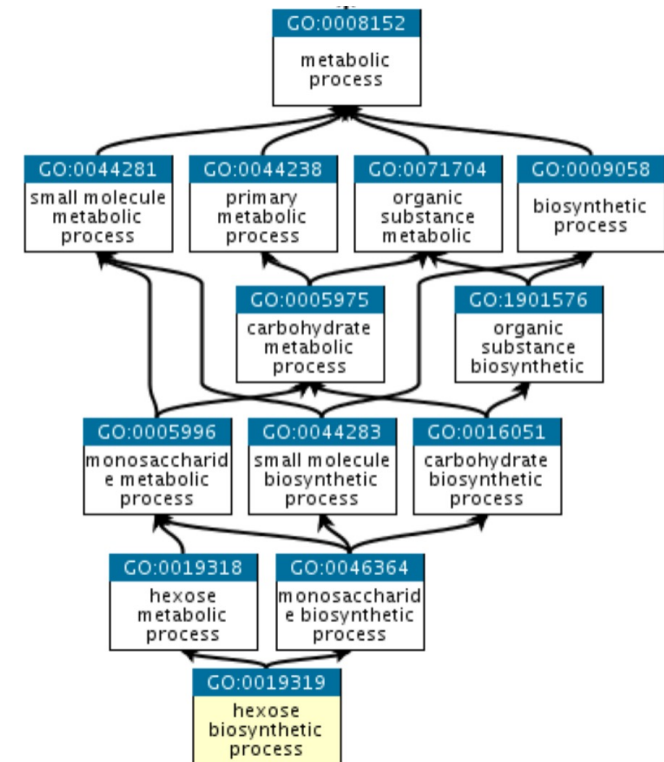 GO:0008152
metabolic
process
GO:0044281
small molecule
metabolic
process
GO:0044238
primary
metabolic
process
GO:0071704
organic
substance
metabolic
GO:0009058
biosynthetic
process
GO:0005975
carbohydrate
metabolic
process
GO:1901576
organic
substance
biosynthetic
GO:0005996
monosaccharid
e metabolic
process
GO:0044283
small molecule
biosynthetic
process
GO:0016051
carbohydrate
biosynthetic
process
GO:0019318
hexose
metabolic
process
GO:0046364
monosaccharid
e biosynthetic
process
GO:0019319
hexose
biosynthetic
process